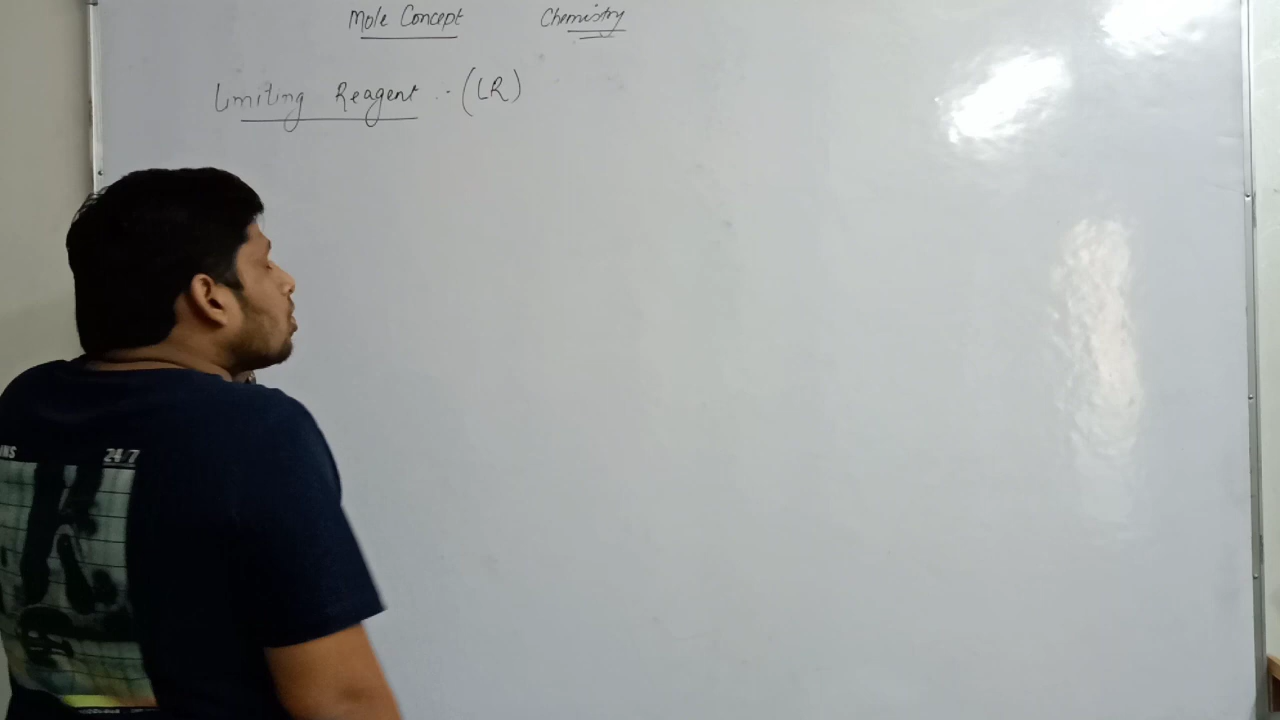 Mole Concept Chemistry
Limiting Reagent :- (LR)
24/7